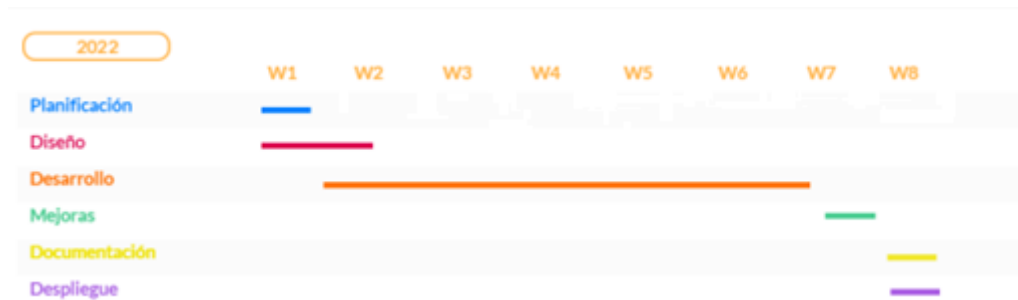 2022
W1 W2 W3 W4 W5 W6 W7 W8
Planificación
Diseño
Desarrollo
Mejoras
Documentación
Despliegue